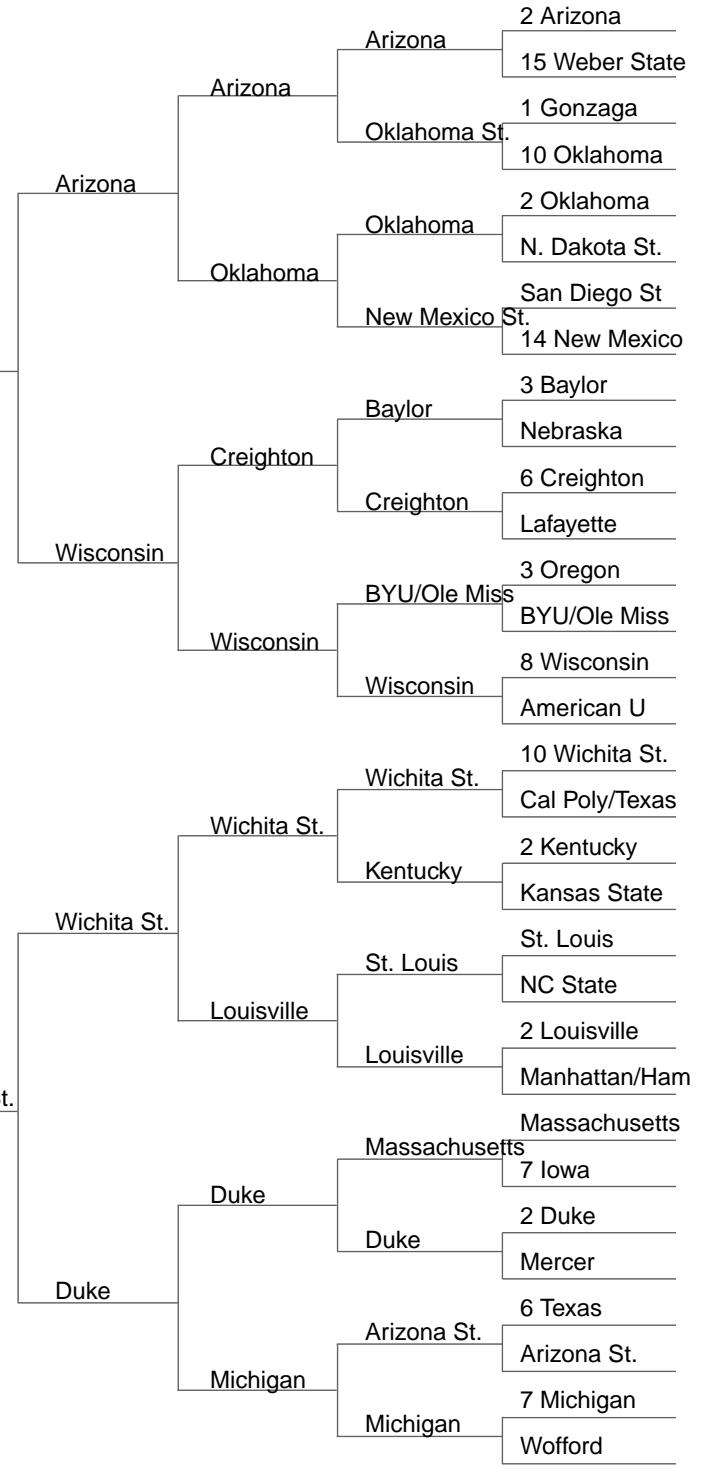 2 Arizona
Arizona
15 Weber State
Arizona
1 Gonzaga
Oklahoma St.
10 Oklahoma
Arizona
2 Oklahoma
Oklahoma
N. Dakota St.
Oklahoma
San Diego St
New Mexico St.
14 New Mexico
3 Baylor
Baylor
Nebraska
Creighton
6 Creighton
Creighton
Lafayette
Wisconsin
3 Oregon
BYU/Ole Miss
BYU/Ole Miss
Wisconsin
8 Wisconsin
Wisconsin
American U
10 Wichita St.
Wichita St.
Cal Poly/Texas
Wichita St.
2 Kentucky
Kentucky
Kansas State
Wichita St.
St. Louis
St. Louis
NC State
Louisville
2 Louisville
Louisville
Manhattan/Ham
t.
Massachusetts
Massachusetts
7 Iowa
Duke
2 Duke
Duke
Mercer
Duke
6 Texas
Arizona St.
Arizona St.
Michigan
7 Michigan
Michigan
Wofford